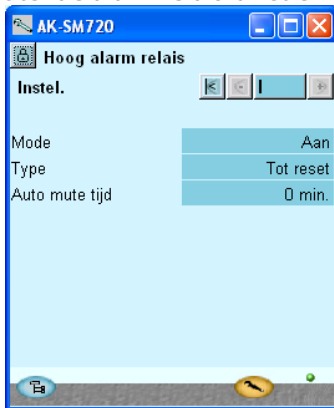 AK-SM720
Hoog alarm relais
Instel.
Mode Aan
Type Tot reset
Auto mute tijd 0 min.